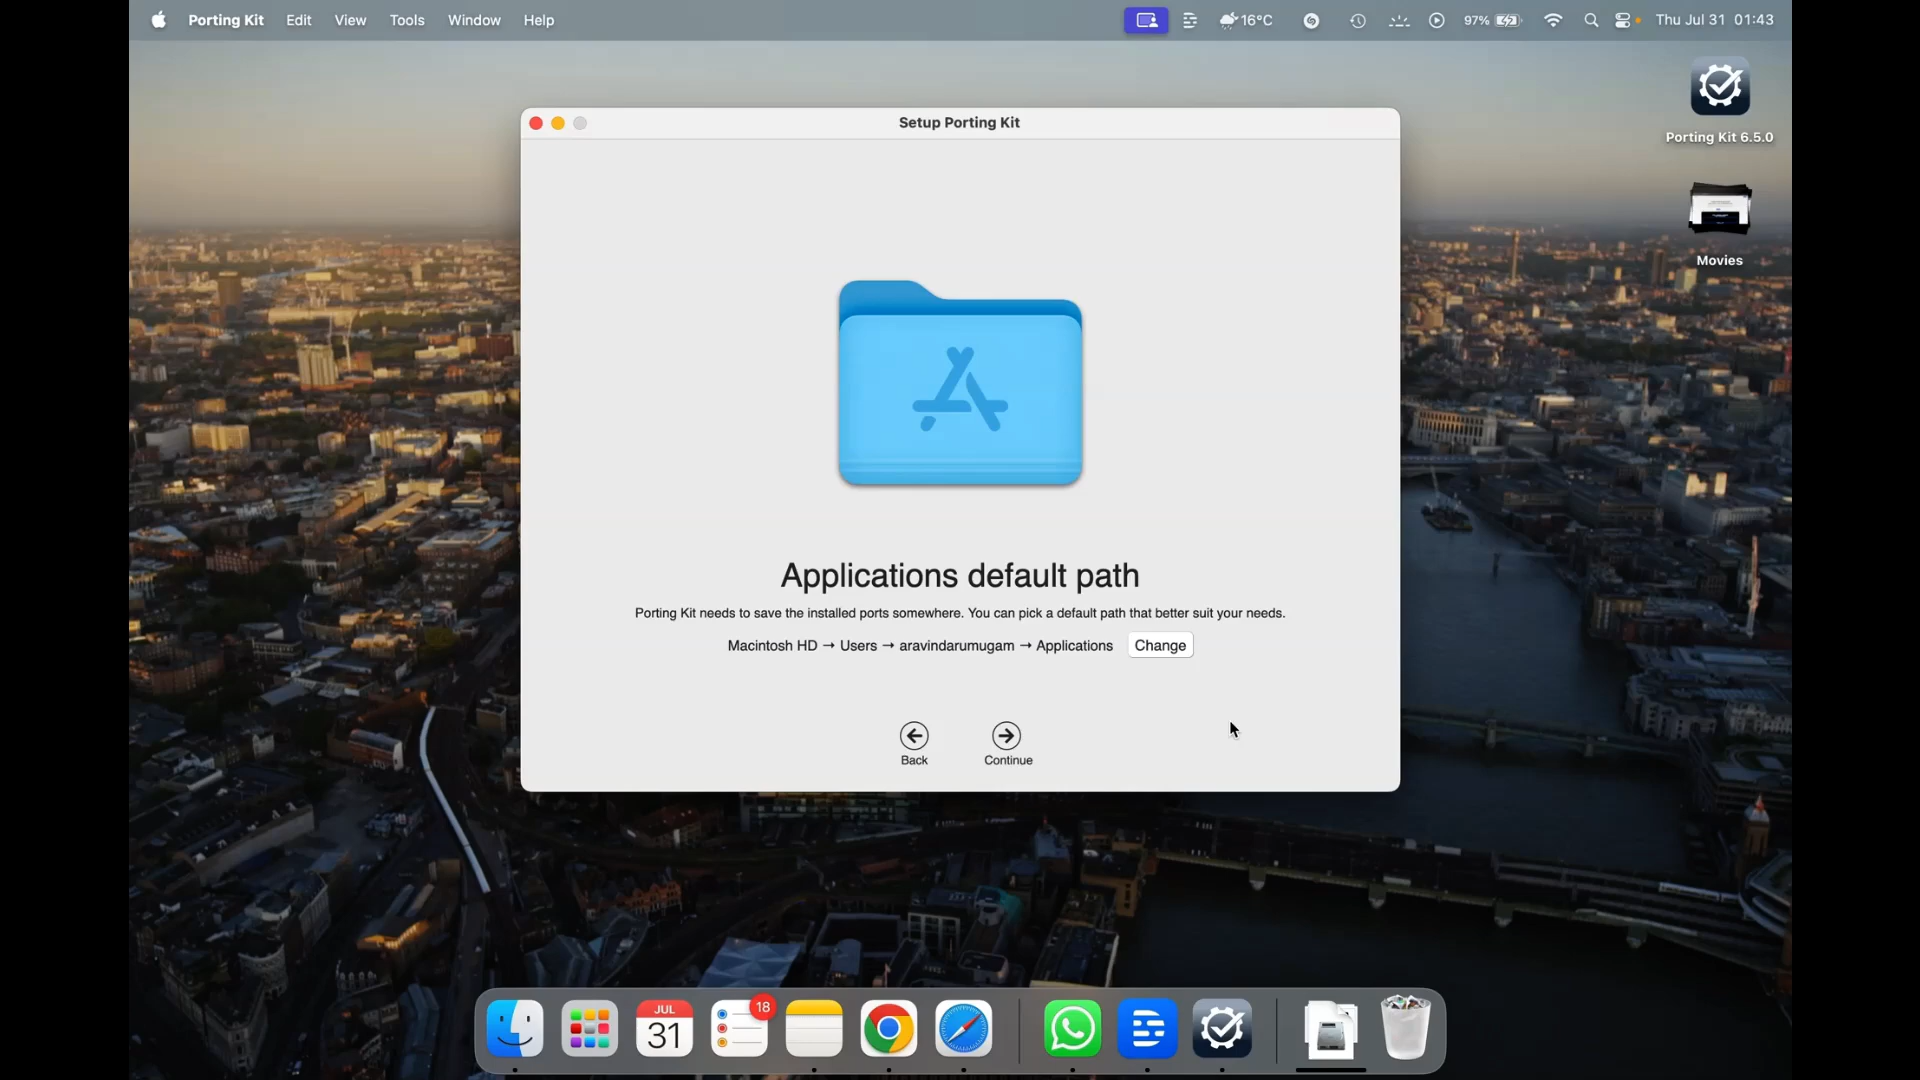 Porting Kit Edit View Tools Window Help 16°C 97% Thu Jul 31 01:43
Setup Porting Kit
Porting Kit 6.5.0
Movies
Applications default path
Porting Kit needs to save the installed ports somewhere. You can pick a default path that better suit your needs.
Macintosh HD → Users → aravindarumugam → Applications Change
Back Continue
JUL
31
18